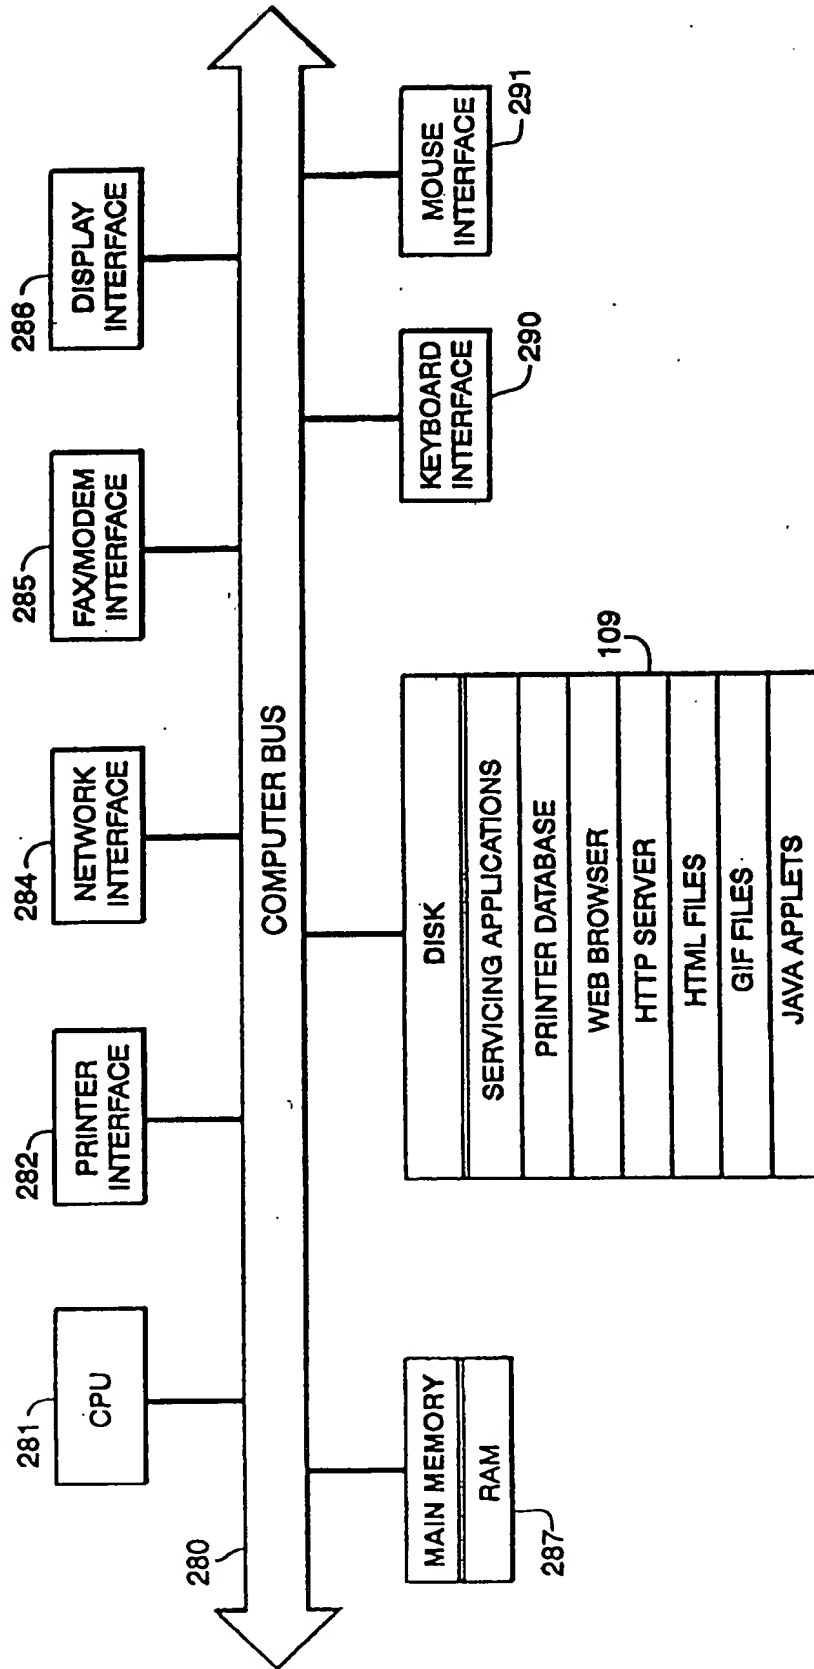 281
CPU
282
PRINTER
INTERFACE
284
NETWORK
INTERFACE
285
FAX/MODEM
INTERFACE
286
DISPLAY
INTERFACE
280
COMPUTER BUS
MAIN MEMORY
RAM
287
DISK
SERVICING APPLICATIONS
PRINTER DATABASE
WEB BROWSER
HTTP SERVER
HTML FILES
GIF FILES
JAVA APPLETS
109
KEYBOARD
INTERFACE
290
MOUSE
INTERFACE
291